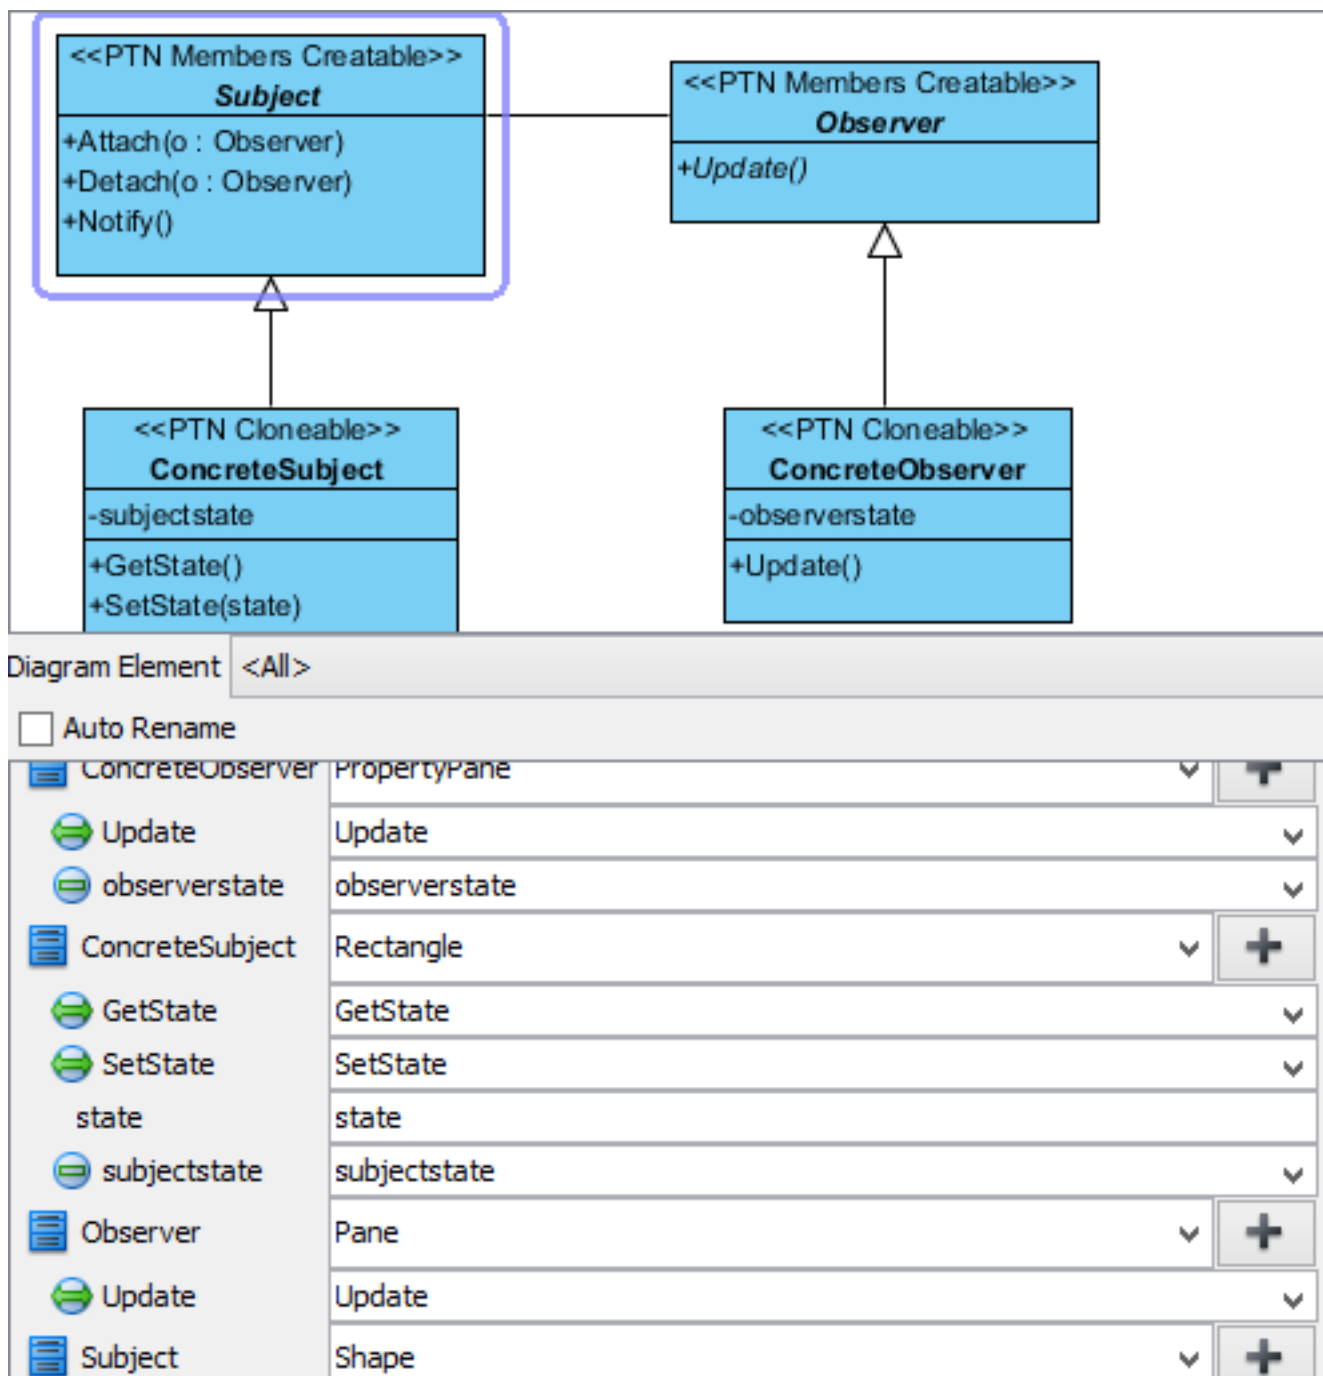 <<PTN Members Creatable>>
Subject
+Attach(o : Observer)
+Detach(o : Observer)
+Notify()
<<PTN Members Creatable>>
Observer
+Update()
<<PTN Cloneable>>
ConcreteSubject
-subjectstate
+GetState()
+SetState(state)
<<PTN Cloneable>>
ConcreteObserver
-observerstate
+Update()
Diagram Element <All>
Auto Rename
ConcreteObserver PropertyPane
Update Update
observerstate observerstate
ConcreteSubject Rectangle
GetState GetState
SetState SetState
state state
subjectstate subjectstate
Observer Pane
Update Update
Subject Shape